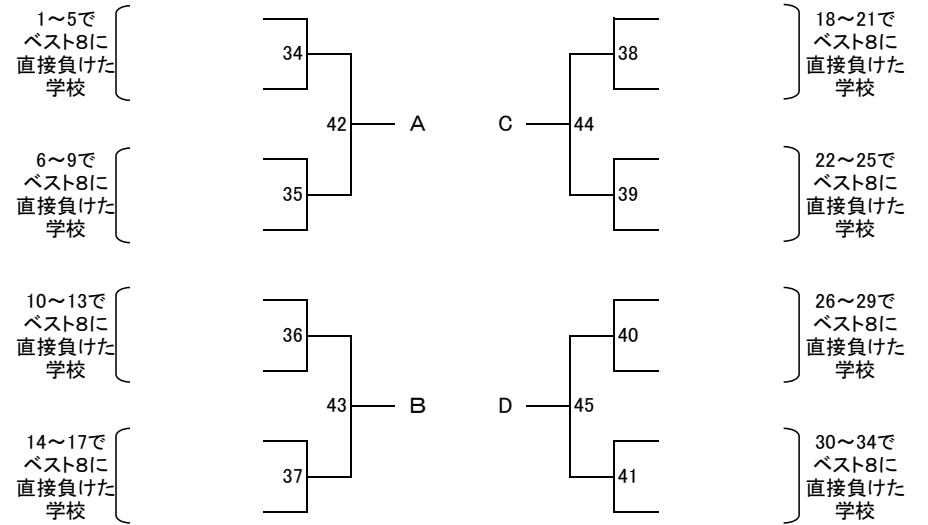 1～5で
ベスト8に
直接負けた
学校
34
42
A
6～9で
ベスト8に
直接負けた
学校
35
10～13で
ベスト8に
直接負けた
学校
36
43
B
14～17で
ベスト8に
直接負けた
学校
37
18～21で
ベスト8に
直接負けた
学校
38
C
44
22～25で
ベスト8に
直接負けた
学校
39
26～29で
ベスト8に
直接負けた
学校
40
D
45
30～34で
ベスト8に
直接負けた
学校
41